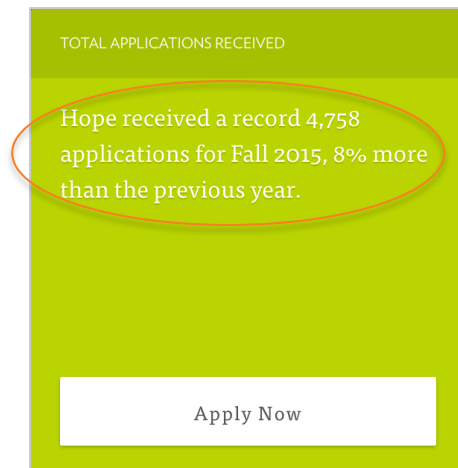 TOTAL APPLICATIONS RECEIVED
Hope received a record 4,758
applications for Fall 2015, 8% more
than the previous year.
Apply Now